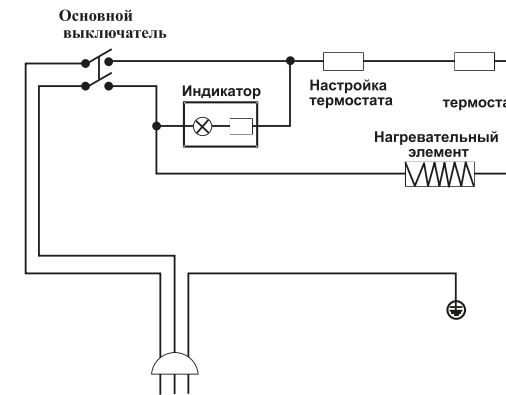 Основной
выключатель
Индикатор
Настройка
термостата
Нагревательный
элемент